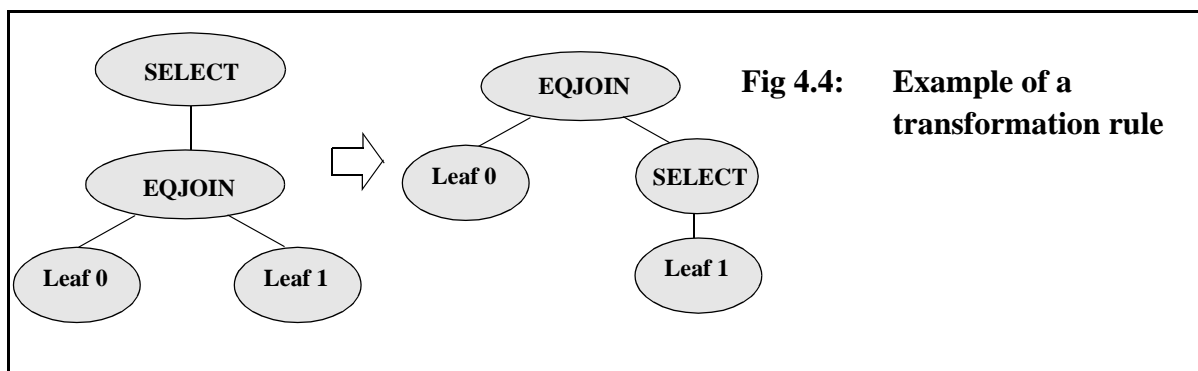 SELECT
EQJOIN
Leaf 0
Leaf 1
EQJOIN
Leaf 0
SELECT
Leaf 1
Fig 4.4: Example of a
transformation rule